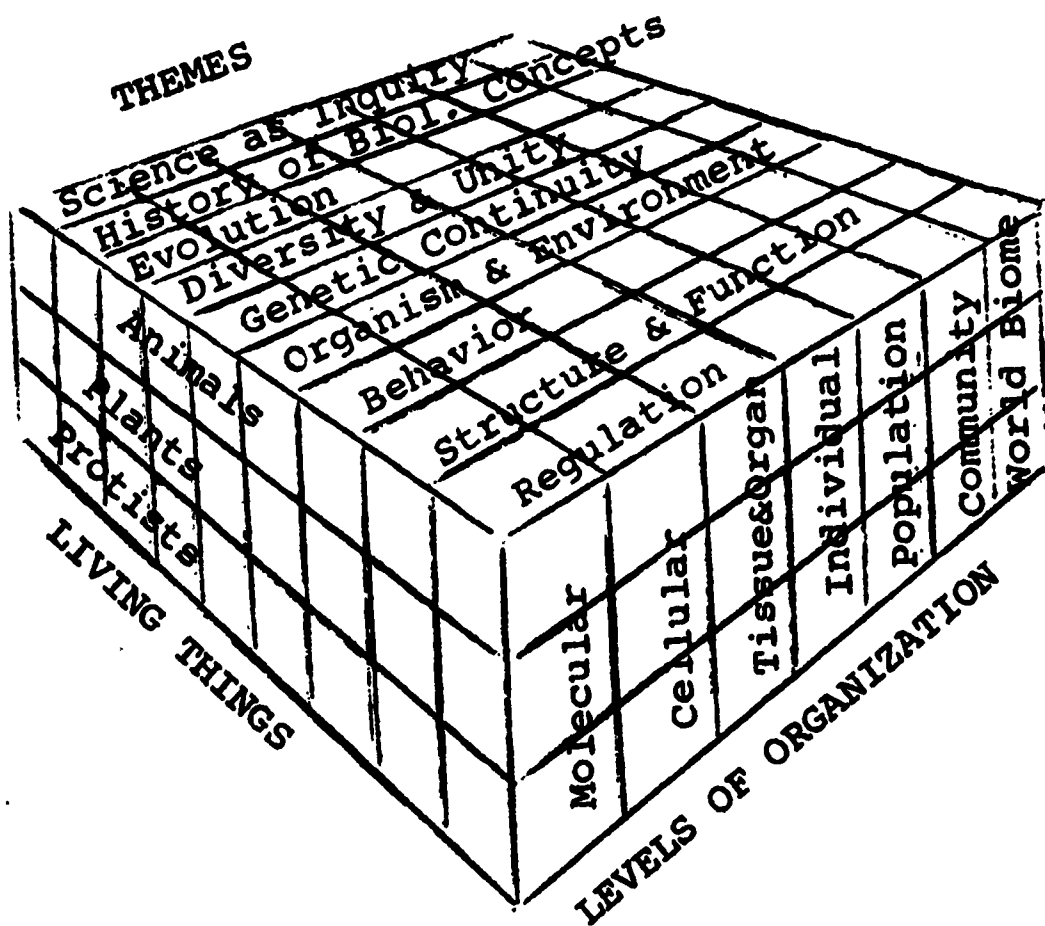 THEMES
Science as Inquiry
History of Biol. Concepts
Evolution
Diversity & Unity
Genetic Continuity
Organism & Environment
Behavior
Structure & Function
Regulation
Animals
Plants
Protists
LIVING THINGS
Molecular
Cellular
Tissue&Organ
Individual
Population
Community
World Biome
LEVELS OF ORGANIZATION